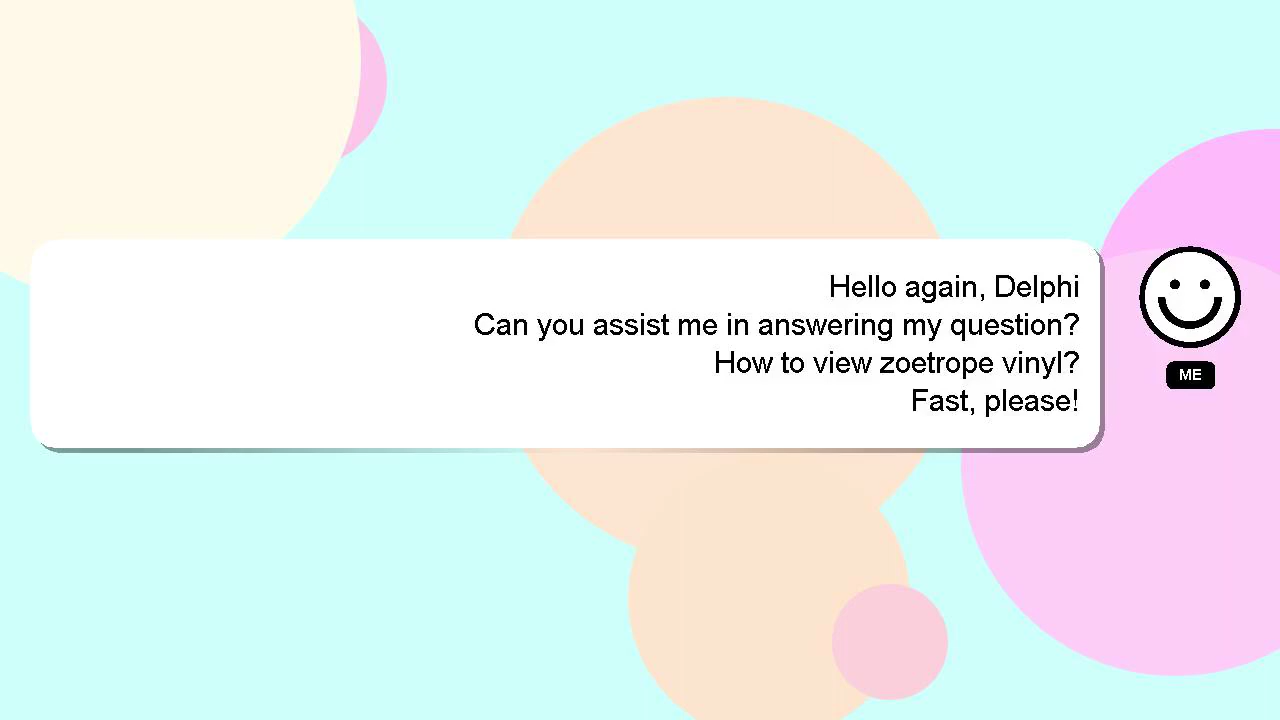 Hello again, Delphi
Can you assist me in answering my question?
How to view zoetrope vinyl?
Fast, please!
ME